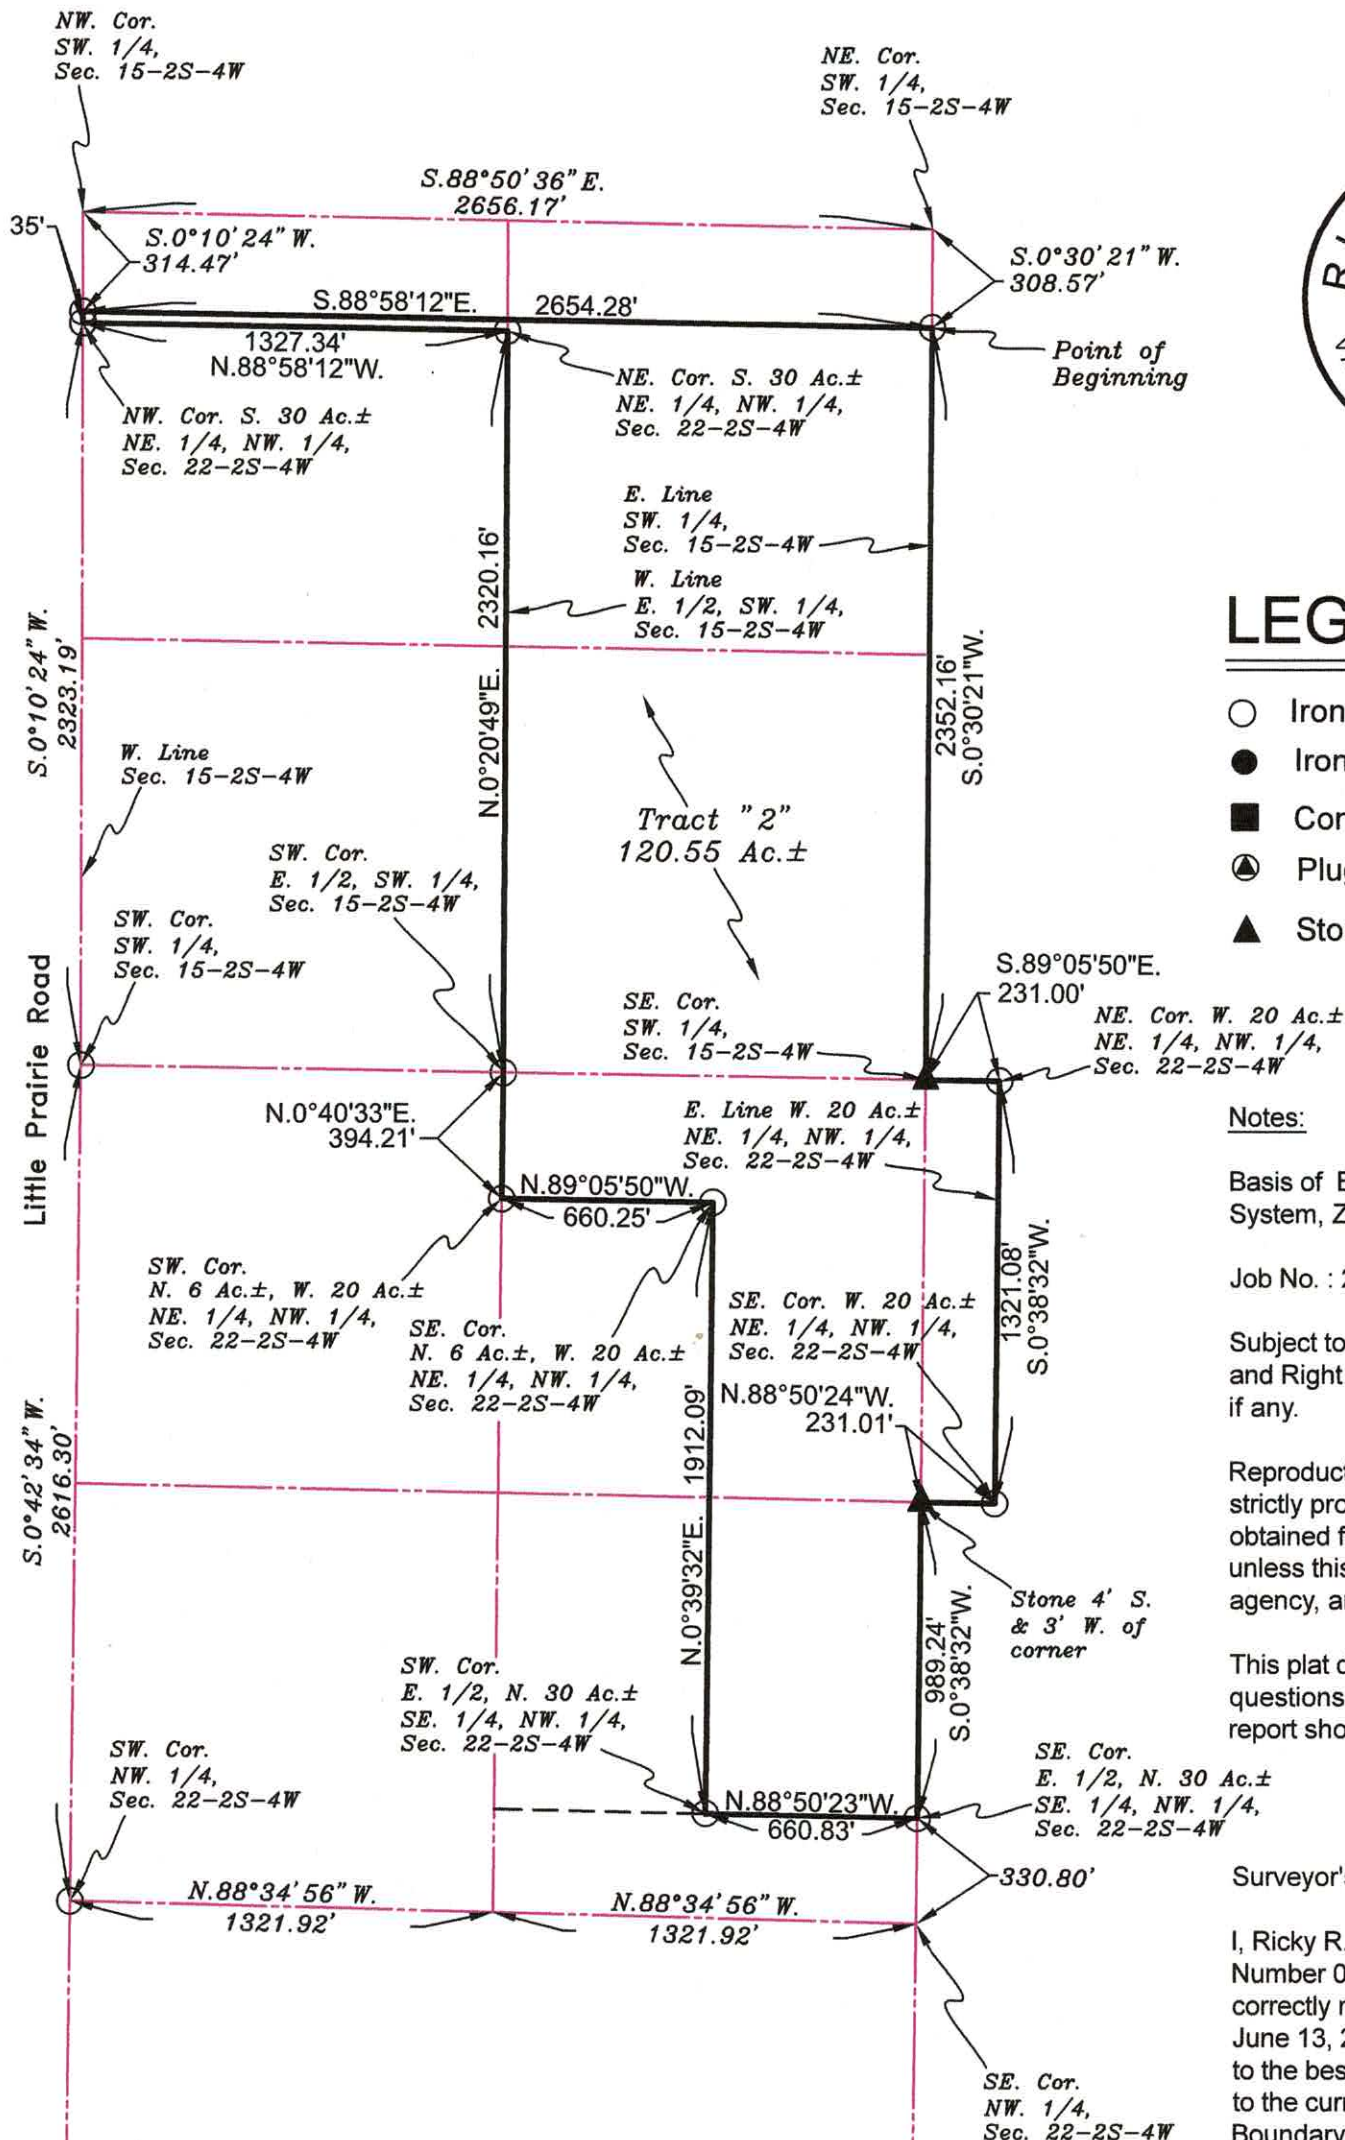 NW. Cor.
SW. 1/4,
Sec. 15-2S-4W
NE. Cor.
SW. 1/4,
Sec. 15-2S-4W
S.88°50'36"E.
2656.17'
35'
S.0°10'24"W.
314.47'
S.0°30'21"W.
308.57'
S.88°58'12"E. 2654.28'
1327.34'
N.88°58'12"W.
Point of
Beginning
NE. Cor. S. 30 Ac.±
NE. 1/4, NW. 1/4,
Sec. 22-2S-4W
NW. Cor. S. 30 Ac.±
NE. 1/4, NW. 1/4,
Sec. 22-2S-4W
E. Line
SW. 1/4,
Sec. 15-2S-4W
W. Line
E. 1/2, SW. 1/4,
Sec. 15-2S-4W
N.0°20'49"E. 2320.16'
2352.16'
S.0°30'21"W.
S.0°10'24"W.
2323.19'
W. Line
Sec. 15-2S-4W
Tract "2"
120.55 Ac.±
SW. Cor.
E. 1/2, SW. 1/4,
Sec. 15-2S-4W
SW. Cor.
SW. 1/4,
Sec. 15-2S-4W
Little Prairie Road
S.89°05'50"E.
231.00'
SE. Cor.
SW. 1/4,
Sec. 15-2S-4W
NE. Cor. W. 20 Ac.±
NE. 1/4, NW. 1/4,
Sec. 22-2S-4W
N.0°40'33"E.
394.21'
E. Line W. 20 Ac.±
NE. 1/4, NW. 1/4,
Sec. 22-2S-4W
N.89°05'50"W.
660.25'
1321.08'
S.0°38'32"W.
SW. Cor.
N. 6 Ac.±, W. 20 Ac.±
NE. 1/4, NW. 1/4,
Sec. 22-2S-4W
SE. Cor.
N. 6 Ac.±, W. 20 Ac.±
NE. 1/4, NW. 1/4,
Sec. 22-2S-4W
SE. Cor. W. 20 Ac.±
NE. 1/4, NW. 1/4,
Sec. 22-2S-4W
N.88°50'24"W.
231.01'
S.0°42'34"W.
2616.30'
N.0°39'32"E. 1912.09'
989.24'
S.0°38'32"W.
Stone 4' S.
& 3' W. of
corner
SW. Cor.
E. 1/2, N. 30 Ac.±
SE. 1/4, NW. 1/4,
Sec. 22-2S-4W
SW. Cor.
NW. 1/4,
Sec. 22-2S-4W
N.88°50'23"W.
660.83'
SE. Cor.
E. 1/2, N. 30 Ac.±
SE. 1/4, NW. 1/4,
Sec. 22-2S-4W
330.80'
N.88°34'56"W.
1321.92'
N.88°34'56"W.
1321.92'
SE. Cor.
NW. 1/4,
Sec. 22-2S-4W
LEG
Iron
Iron
Con
Plug
Sto
Notes:
Basis of
System,
Job No. :
Subject to
and Right
if any.
Reproduct
strictly pro
obtained f
unless this
agency, a
This plat
questions
report sho
Surveyor's
I, Ricky R.
Number 0
correctly
June 13, 2
to the bes
to the curr
Boundary